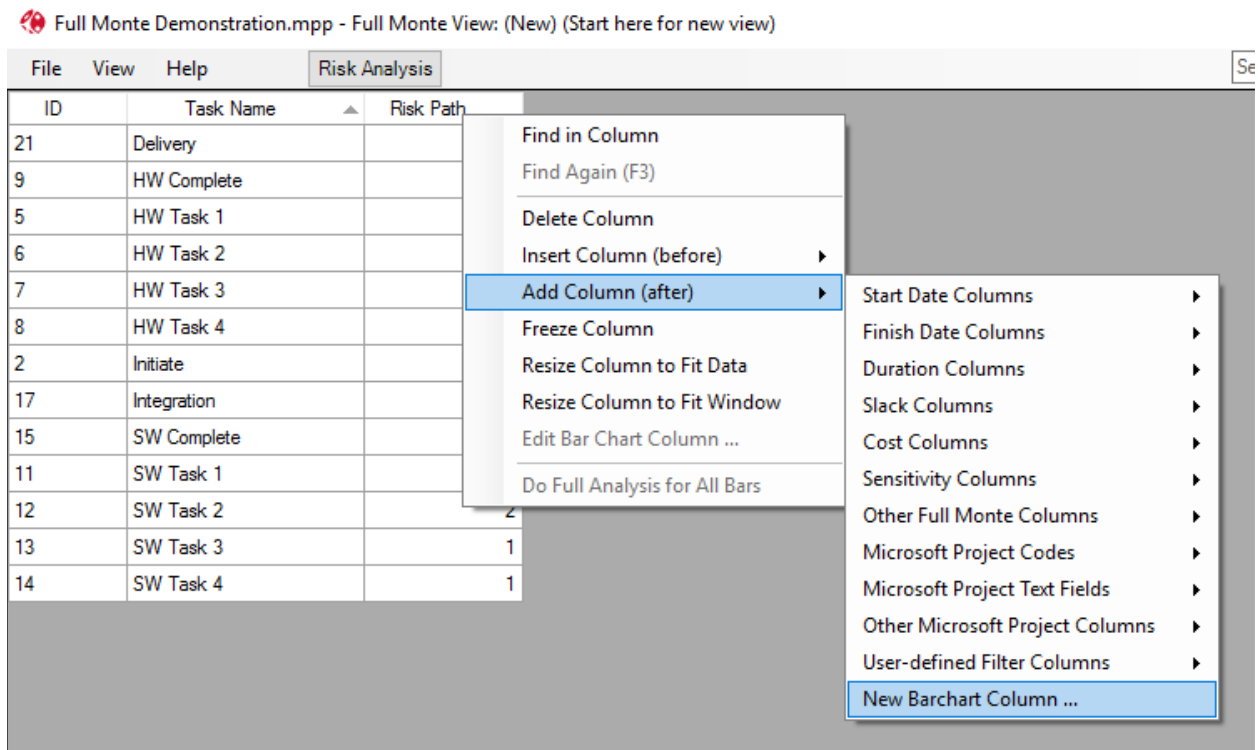 Full Monte Demonstration.mpp - Full Monte View: (New) (Start here for new view)
File View Help Risk Analysis Se
ID Task Name Risk Path
21 Delivery
9 HW Complete
5 HW Task 1
6 HW Task 2
7 HW Task 3
8 HW Task 4
2 Initiate
17 Integration
15 SW Complete
11 SW Task 1
12 SW Task 2 2
13 SW Task 3 1
14 SW Task 4 1
Find in Column
Find Again (F3)
Delete Column
Insert Column (before)
Add Column (after)
Freeze Column
Resize Column to Fit Data
Resize Column to Fit Window
Edit Bar Chart Column ...
Do Full Analysis for All Bars
Start Date Columns
Finish Date Columns
Duration Columns
Slack Columns
Cost Columns
Sensitivity Columns
Other Full Monte Columns
Microsoft Project Codes
Microsoft Project Text Fields
Other Microsoft Project Columns
User-defined Filter Columns
New Barchart Column ...